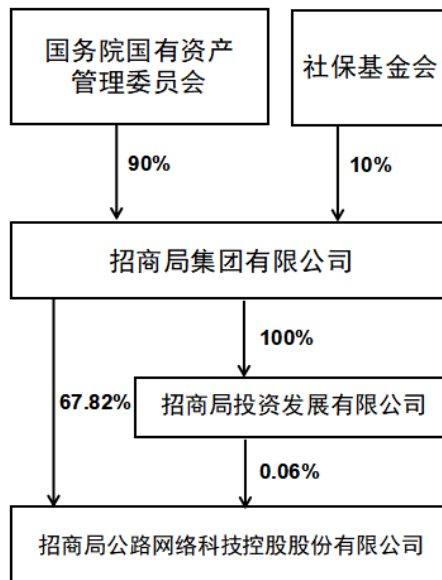 国务院国有资产
管理委员会
社保基金会
90%
10%
招商局集团有限公司
100%
67.82%
招商局投资发展有限公司
0.06%
招商局公路网络科技控股股份有限公司